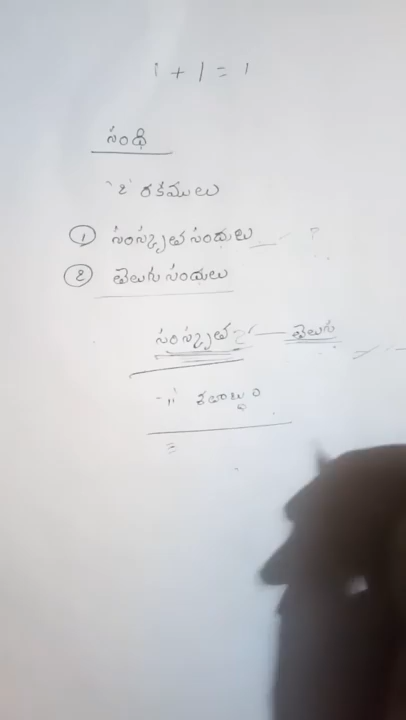 1 + 1 = 1
సంధి
'2' రకములు
① సంస్కృత సంధులు
② తెలుగు సంధులు
సంస్కృత — తెలుగు